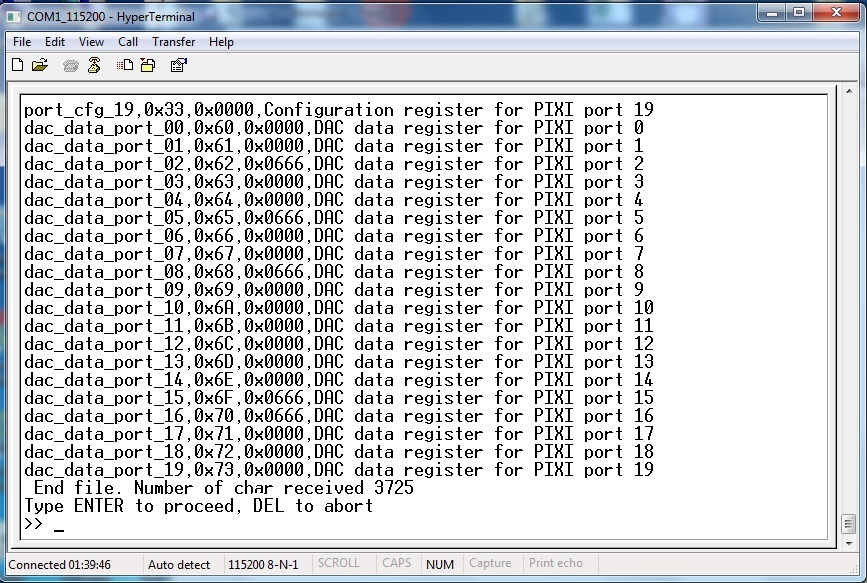 COM1_115200 - HyperTerminal
File Edit View Call Transfer Help
port_cfg_19,0x33,0x0000,Configuration register for PIXI port 19
dac_data_port_00,0x60,0x0000,DAC data register for PIXI port 0
dac_data_port_01,0x61,0x0000,DAC data register for PIXI port 1
dac_data_port_02,0x62,0x0666,DAC data register for PIXI port 2
dac_data_port_03,0x63,0x0000,DAC data register for PIXI port 3
dac_data_port_04,0x64,0x0000,DAC data register for PIXI port 4
dac_data_port_05,0x65,0x0666,DAC data register for PIXI port 5
dac_data_port_06,0x66,0x0000,DAC data register for PIXI port 6
dac_data_port_07,0x67,0x0000,DAC data register for PIXI port 7
dac_data_port_08,0x68,0x0666,DAC data register for PIXI port 8
dac_data_port_09,0x69,0x0000,DAC data register for PIXI port 9
dac_data_port_10,0x6A,0x0000,DAC data register for PIXI port 10
dac_data_port_11,0x6B,0x0000,DAC data register for PIXI port 11
dac_data_port_12,0x6C,0x0000,DAC data register for PIXI port 12
dac_data_port_13,0x6D,0x0000,DAC data register for PIXI port 13
dac_data_port_14,0x6E,0x0000,DAC data register for PIXI port 14
dac_data_port_15,0x6F,0x0666,DAC data register for PIXI port 15
dac_data_port_16,0x70,0x0666,DAC data register for PIXI port 16
dac_data_port_17,0x71,0x0000,DAC data register for PIXI port 17
dac_data_port_18,0x72,0x0000,DAC data register for PIXI port 18
dac_data_port_19,0x73,0x0000,DAC data register for PIXI port 19
End file. Number of char received 3725
Type ENTER to proceed, DEL to abort
>> _
Connected 01:39:46 Auto detect 115200 8-N-1 SCROLL CAPS NUM Capture Print echo